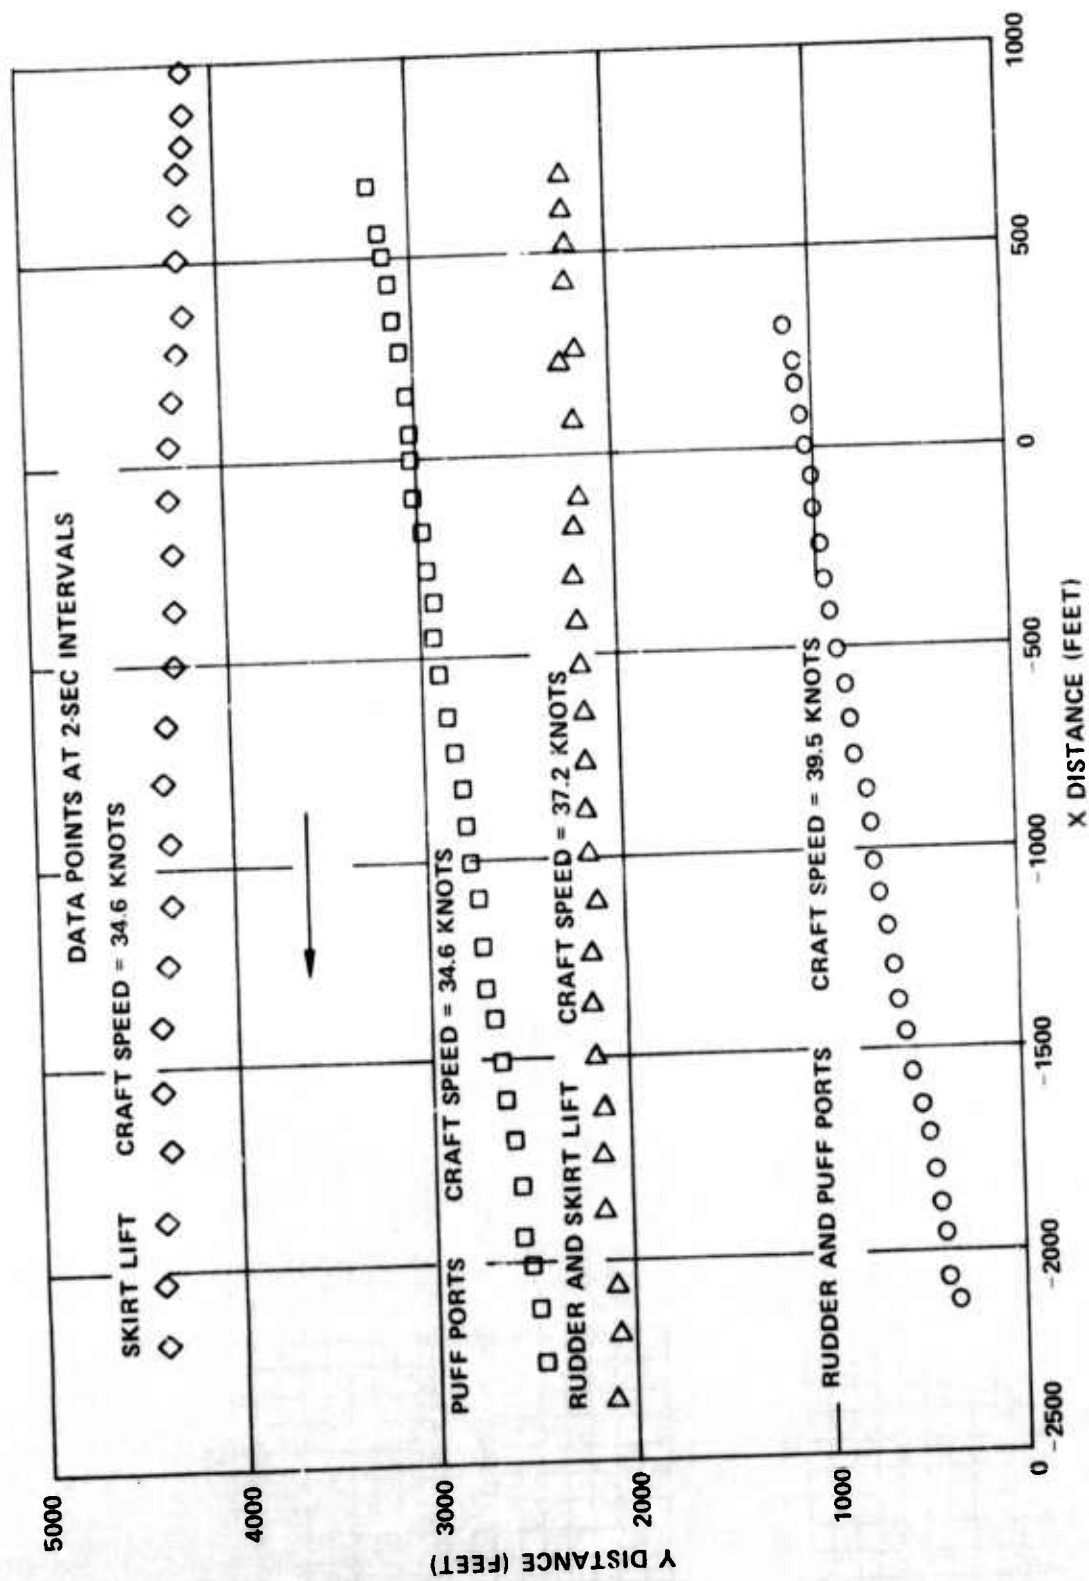 DATA POINTS AT 2-SEC INTERVALS
SKIRT LIFT CRAFT SPEED = 34.6 KNOTS
PUFF PORTS CRAFT SPEED = 34.6 KNOTS
RUDDER AND SKIRT LIFT CRAFT SPEED = 37.2 KNOTS
RUDDER AND PUFF PORTS CRAFT SPEED = 39.5 KNOTS
Y DISTANCE (FEET)
5000
4000
3000
2000
1000
0
-2500 -2000 -1500 -1000 -500 0 500 1000
X DISTANCE (FEET)